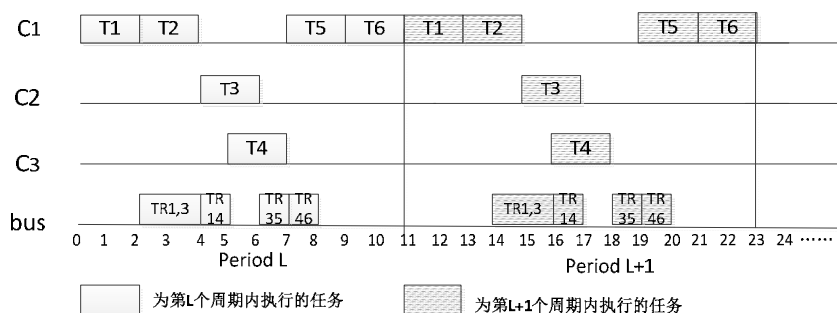 C1 T1 T2 T5 T6 T1 T2 T5 T6
C2 T3 T3
C3 T4 T4
bus TR1,3 TR 14 TR 35 TR 46 TR1,3 TR 14 TR 35 TR 46
0 1 2 3 4 5 6 7 8 9 10 11 12 13 14 15 16 17 18 19 20 21 22 23 24 ……
Period L Period L+1
为第L个周期内执行的任务 为第L+1个周期内执行的任务